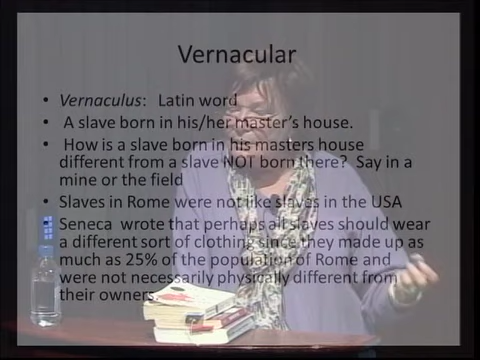 Vernacular
• Vernaculus: Latin word
• A slave born in his/her master's house.
• How is a slave born in his masters house
different from a slave NOT born there? Say in a
mine or the field
• Slaves in Rome were not like slaves in the USA
• Seneca wrote that perhaps all slaves should wear
a different sort of clothing since they made up as
much as 25% of the population of Rome and
were not necessarily physically different from
their owners.